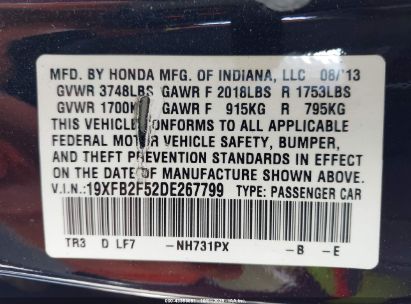 MFD. BY HONDA MFG. OF INDIANA, LLC 08/13
GVWR 3748LBS GAWR F 2018LBS R 1753LBS
GVWR 1700KG GAWR F 915KG R 795KG
THIS VEHICLE CONFORMS TO ALL APPLICABLE
FEDERAL MOTOR VEHICLE SAFETY, BUMPER,
AND THEFT PREVENTION STANDARDS IN EFFECT
ON THE DATE OF MANUFACTURE SHOWN ABOVE.
V.I.N.: 19XFB2F52DE267799 TYPE: PASSENGER CAR
TR3 D LF7 -NH731PX -B -E